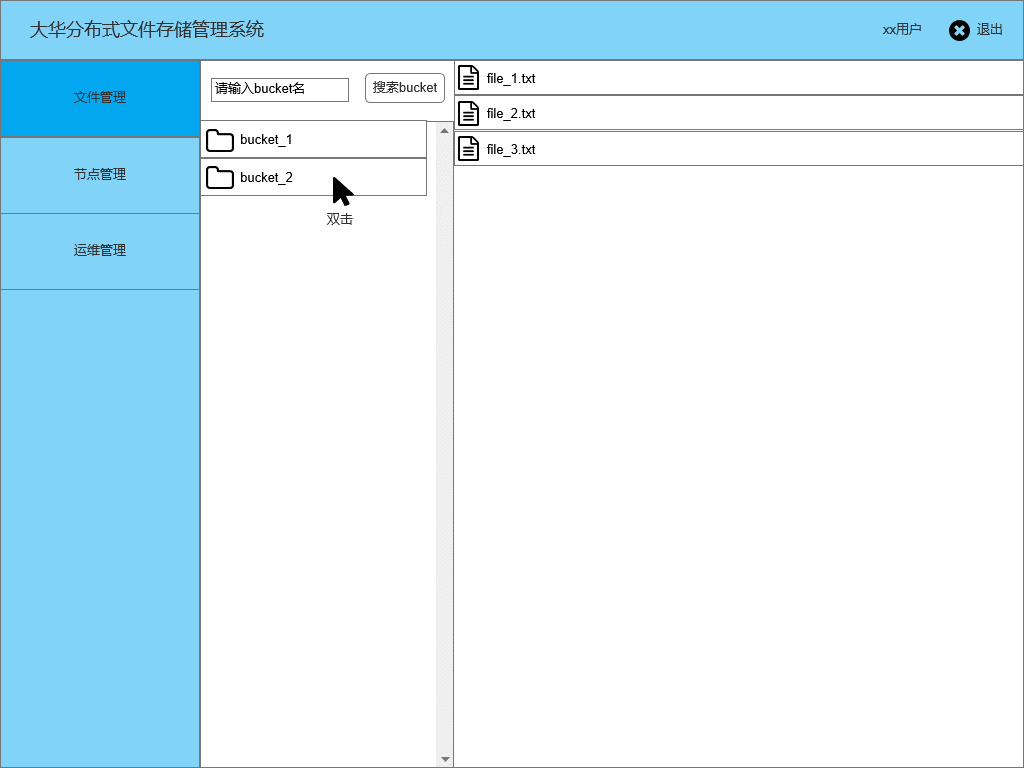 大华分布式文件存储管理系统
xx用户
退出
文件管理
节点管理
运维管理
请输入bucket名
搜索bucket
bucket_1
bucket_2
双击
file_1.txt
file_2.txt
file_3.txt